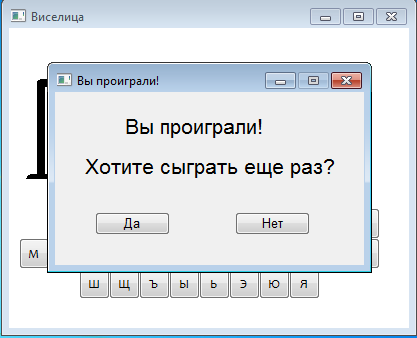 Виселица
Вы проиграли!
Вы проиграли!
Хотите сыграть еще раз?
Да Нет
М
Ш Щ Ъ Ы Ь Э Ю Я